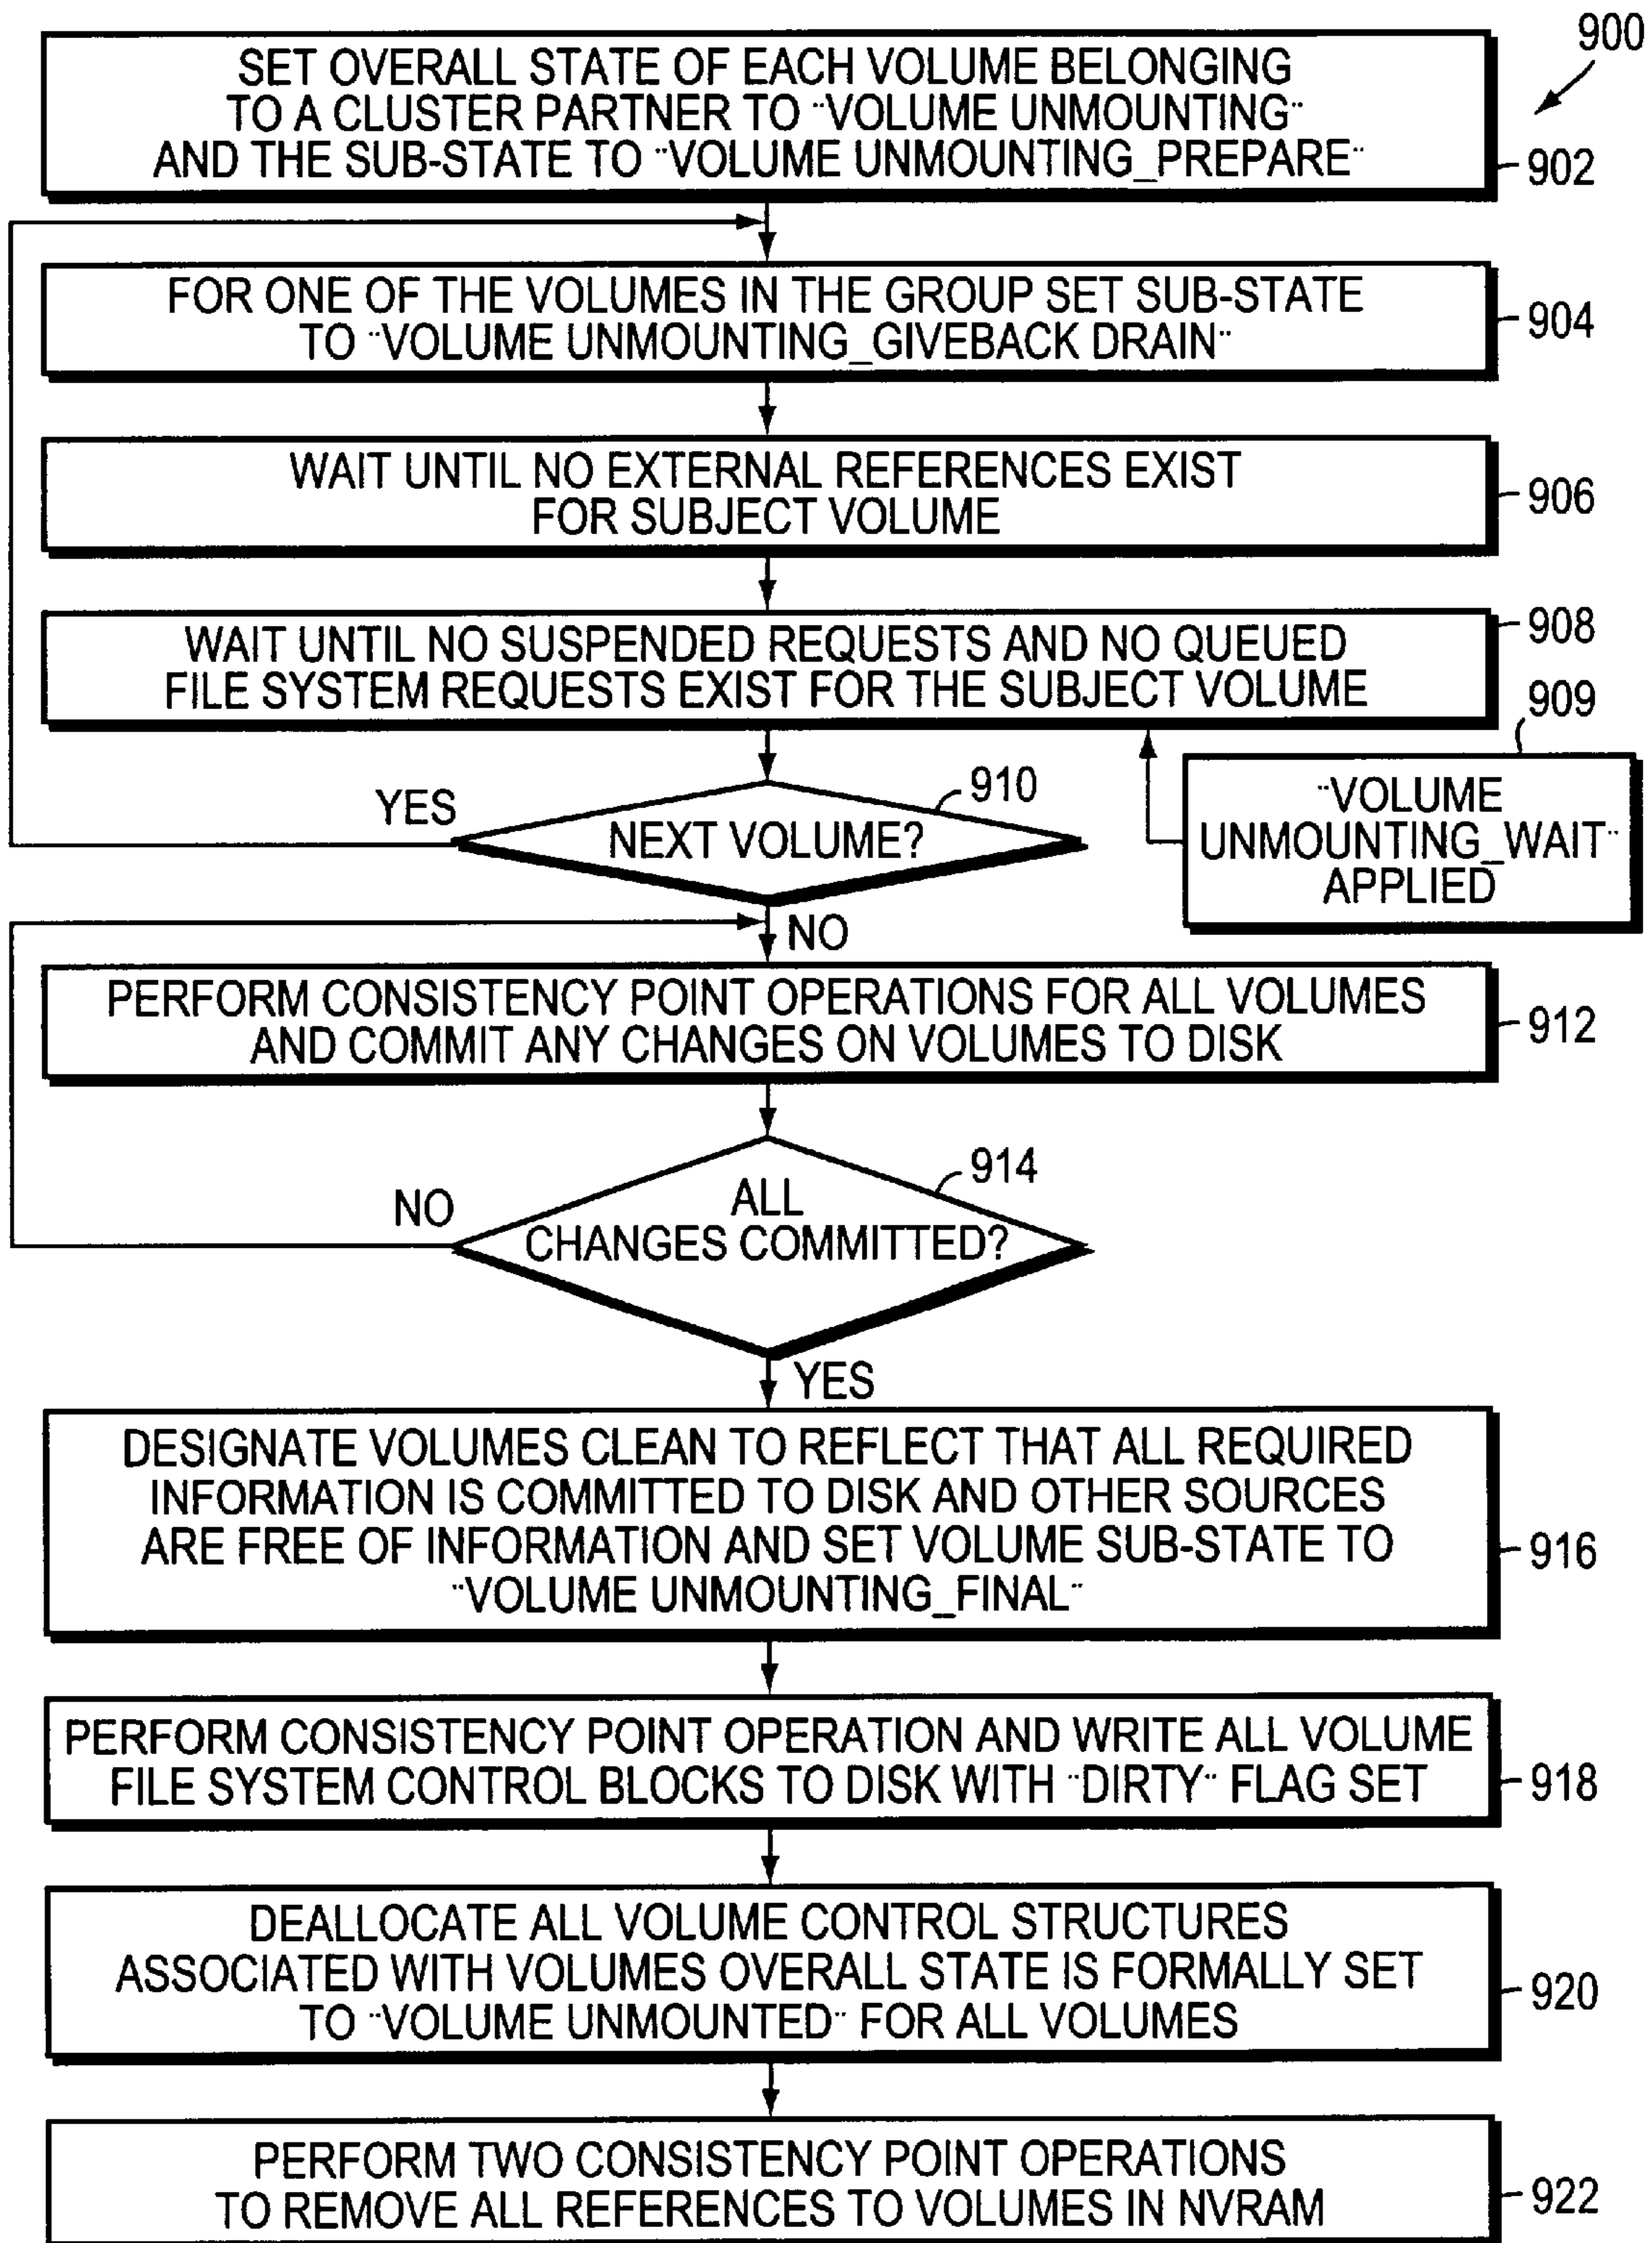 900
SET OVERALL STATE OF EACH VOLUME BELONGING
TO A CLUSTER PARTNER TO "VOLUME UNMOUNTING"
AND THE SUB-STATE TO "VOLUME UNMOUNTING_PREPARE"
902
FOR ONE OF THE VOLUMES IN THE GROUP SET SUB-STATE
TO "VOLUME UNMOUNTING_GIVEBACK DRAIN"
904
WAIT UNTIL NO EXTERNAL REFERENCES EXIST
FOR SUBJECT VOLUME
906
WAIT UNTIL NO SUSPENDED REQUESTS AND NO QUEUED
FILE SYSTEM REQUESTS EXIST FOR THE SUBJECT VOLUME
908
909
"VOLUME
UNMOUNTING_WAIT"
APPLIED
910
YES
NEXT VOLUME?
NO
PERFORM CONSISTENCY POINT OPERATIONS FOR ALL VOLUMES
AND COMMIT ANY CHANGES ON VOLUMES TO DISK
912
914
NO
ALL
CHANGES COMMITTED?
YES
DESIGNATE VOLUMES CLEAN TO REFLECT THAT ALL REQUIRED
INFORMATION IS COMMITTED TO DISK AND OTHER SOURCES
ARE FREE OF INFORMATION AND SET VOLUME SUB-STATE TO
"VOLUME UNMOUNTING_FINAL"
916
PERFORM CONSISTENCY POINT OPERATION AND WRITE ALL VOLUME
FILE SYSTEM CONTROL BLOCKS TO DISK WITH "DIRTY" FLAG SET
918
DEALLOCATE ALL VOLUME CONTROL STRUCTURES
ASSOCIATED WITH VOLUMES OVERALL STATE IS FORMALLY SET
TO "VOLUME UNMOUNTED" FOR ALL VOLUMES
920
PERFORM TWO CONSISTENCY POINT OPERATIONS
TO REMOVE ALL REFERENCES TO VOLUMES IN NVRAM
922